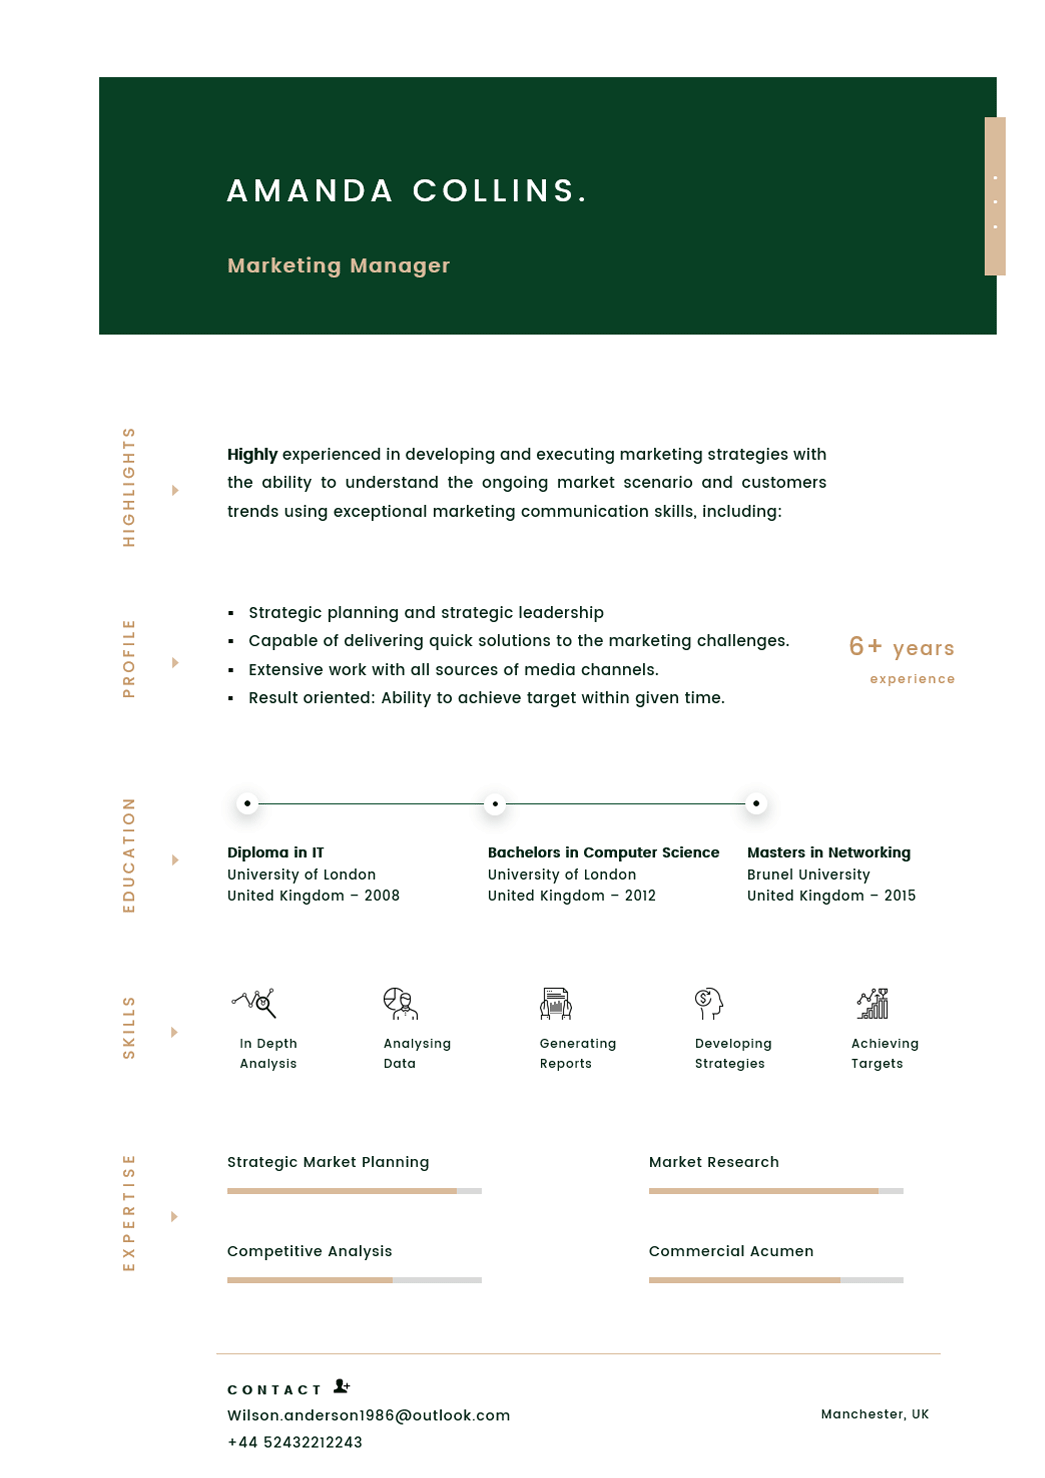 AMANDA COLLINS.
Marketing Manager
HIGHLIGHTS
Highly experienced in developing and executing marketing strategies with
the ability to understand the ongoing market scenario and customers
trends using exceptional marketing communication skills, including:
PROFILE
▪ Strategic planning and strategic leadership
▪ Capable of delivering quick solutions to the marketing challenges.
▪ Extensive work with all sources of media channels.
▪ Result oriented: Ability to achieve target within given time.
6+ years
experience
EDUCATION
Diploma in IT
University of London
United Kingdom – 2008
Bachelors in Computer Science
University of London
United Kingdom – 2012
Masters in Networking
Brunel University
United Kingdom – 2015
SKILLS
In Depth
Analysis
Analysing
Data
Generating
Reports
Developing
Strategies
Achieving
Targets
EXPERTISE
Strategic Market Planning
Market Research
Competitive Analysis
Commercial Acumen
CONTACT
Wilson.anderson1986@outlook.com
+44 52432212243
Manchester, UK